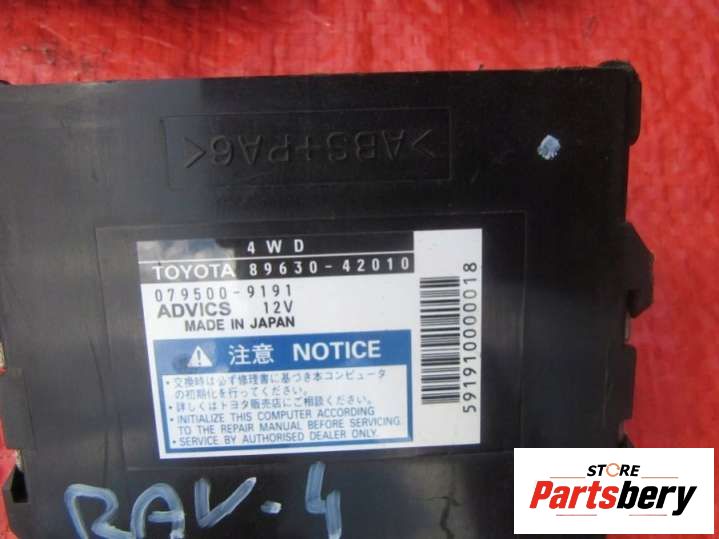 >ABS+PA6<
4WD
TOYOTA 89630-42010
079500-9191
ADVICS 12V
MADE IN JAPAN
注意 NOTICE
・交換時は必ず修理書に基づき本コンピュータ
の初期化を行ってください。
・詳しくはトヨタ販売店にご相談ください。
・INITIALIZE THIS COMPUTER ACCORDING
TO THE REPAIR MANUAL BEFORE SERVICING.
・SERVICE BY AUTHORISED DEALER ONLY.
5919100000018
RAV-4
STORE
Partsbery